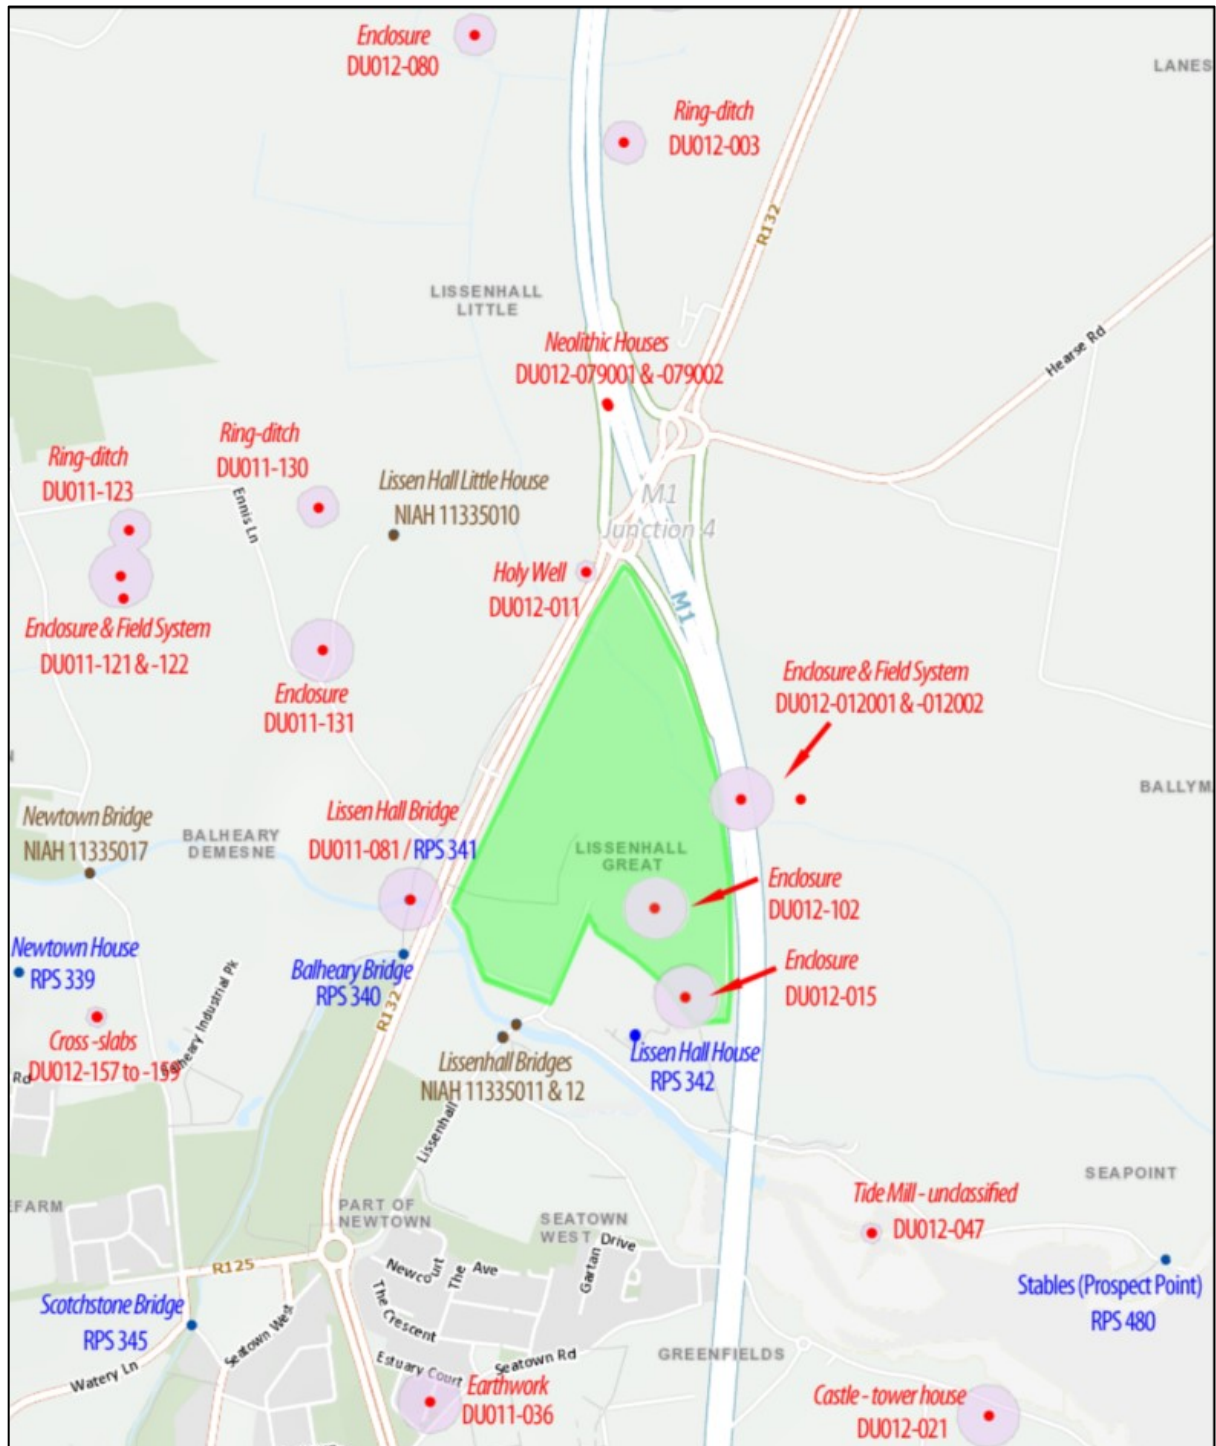 Enclosure
DU012-080
LANES
Ring-ditch
DU012-003
R132
LISSENHALL
LITTLE
Neolithic Houses
DU012-079001 & -079002
Hearse Rd
Ring-ditch
DU011-123
Ring-ditch
DU011-130
Ennis Ln
Lissen Hall Little House
NIAH 11335010
M1
Junction 4
Holy Well
DU012-011
M1
Enclosure & Field System
DU011-121 & -122
Enclosure
DU011-131
Enclosure & Field System
DU012-012001 & -012002
BALLYM
Newtown Bridge
NIAH 11335017
BALHEARY
DEMESNE
Lissen Hall Bridge
DU011-081 / RPS 341
LISSENHALL
GREAT
Enclosure
DU012-102
Newtown House
RPS 339
Balheary Bridge
RPS 340
R132
Enclosure
DU012-015
Cross -slabs
DU012-157 to -159
Rd
Balheary Industrial Pk
Lissenhall Bridges
NIAH 11335011 & 12
Lissen Hall House
RPS 342
Lissenhall
EFARM
PART OF
NEWTOWN
SEATOWN
WEST
SEAPOINT
Tide Mill - unclassified
DU012-047
R125
Newcourt
The Ave
Gartan Drive
The Crescent
Stables (Prospect Point)
RPS 480
Scotchstone Bridge
RPS 345
Seatown West
Watery Ln
Estuary Court
Seatown Rd
GREENFIELDS
Earthwork
DU011-036
Castle - tower house
DU012-021